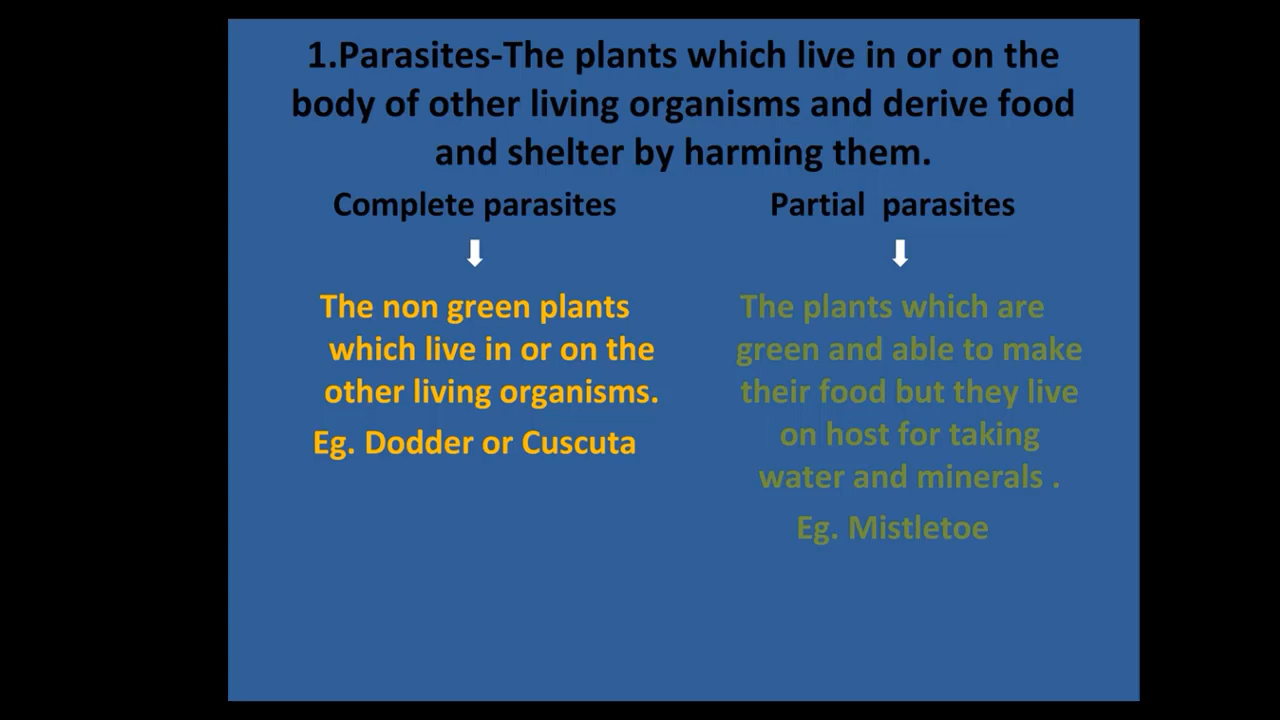 1.Parasites-The plants which live in or on the
body of other living organisms and derive food
and shelter by harming them.
Complete parasites
The non green plants
which live in or on the
other living organisms.
Eg. Dodder or Cuscuta
Partial parasites
The plants which are
green and able to make
their food but they live
on host for taking
water and minerals .
Eg. Mistletoe